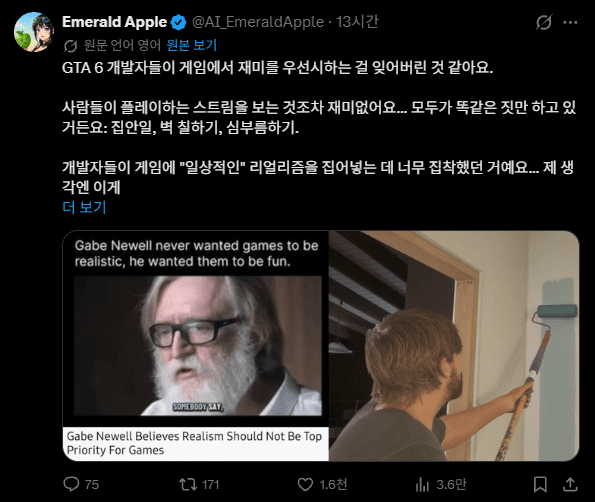 Emerald Apple @AI_EmeraldApple · 13시간
원문 언어 영어 원본 보기
GTA 6 개발자들이 게임에서 재미를 우선시하는 걸 잊어버린 것 같아요.
사람들이 플레이하는 스트림을 보는 것조차 재미없어요... 모두가 똑같은 짓만 하고 있
거든요: 집안일, 벽 칠하기, 심부름하기.
개발자들이 게임에 "일상적인" 리얼리즘을 집어넣는 데 너무 집착했던 거예요... 제 생
각엔 이게
더 보기
Gabe Newell never wanted games to be
realistic, he wanted them to be fun.
SOMEBODY SAY,
Gabe Newell Believes Realism Should Not Be Top
Priority For Games
75 171 1.6천 3.6만